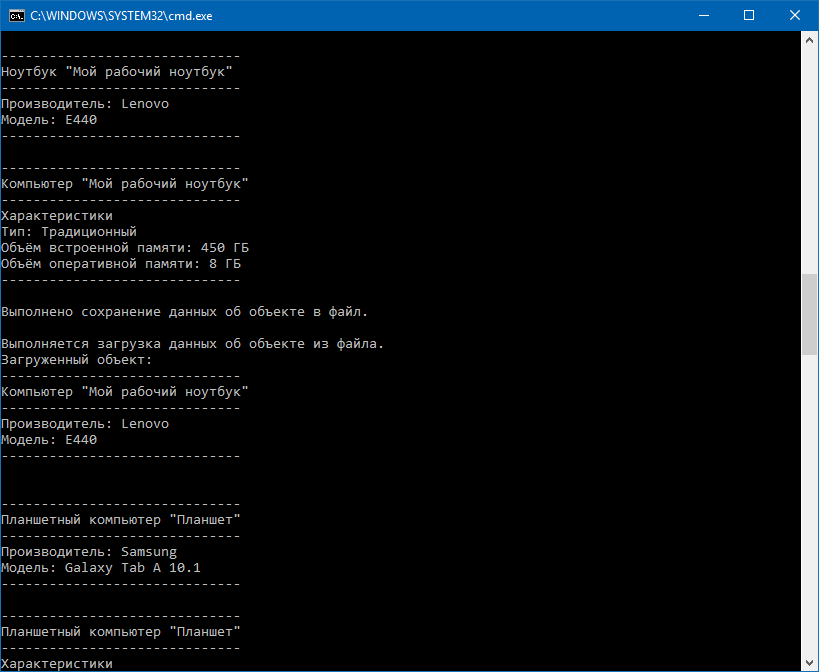 C:\WINDOWS\SYSTEM32\cmd.exe
------------------------------
Ноутбук "Мой рабочий ноутбук"
------------------------------
Производитель: Lenovo
Модель: E440
------------------------------
------------------------------
Компьютер "Мой рабочий ноутбук"
------------------------------
Характеристики
Тип: Традиционный
Объём встроенной памяти: 450 ГБ
Объём оперативной памяти: 8 ГБ
------------------------------
Выполнено сохранение данных об объекте в файл.
Выполняется загрузка данных об объекте из файла.
Загруженный объект:
------------------------------
Компьютер "Мой рабочий ноутбук"
------------------------------
Производитель: Lenovo
Модель: E440
------------------------------
------------------------------
Планшетный компьютер "Планшет"
------------------------------
Производитель: Samsung
Модель: Galaxy Tab A 10.1
------------------------------
------------------------------
Планшетный компьютер "Планшет"
------------------------------
Характеристики